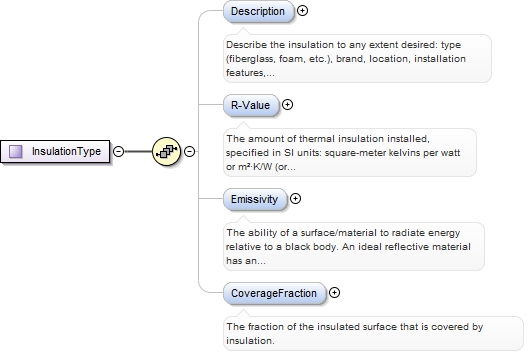 Description
Describe the insulation to any extent desired: type
(fiberglass, foam, etc.), brand, location, installation
features,...
R-Value
The amount of thermal insulation installed,
specified in SI units: square-meter kelvins per watt
or m²·K/W (or...
InsulationType
Emissivity
The ability of a surface/material to radiate energy
relative to a black body. An ideal reflective material
has an...
CoverageFraction
The fraction of the insulated surface that is covered by
insulation.